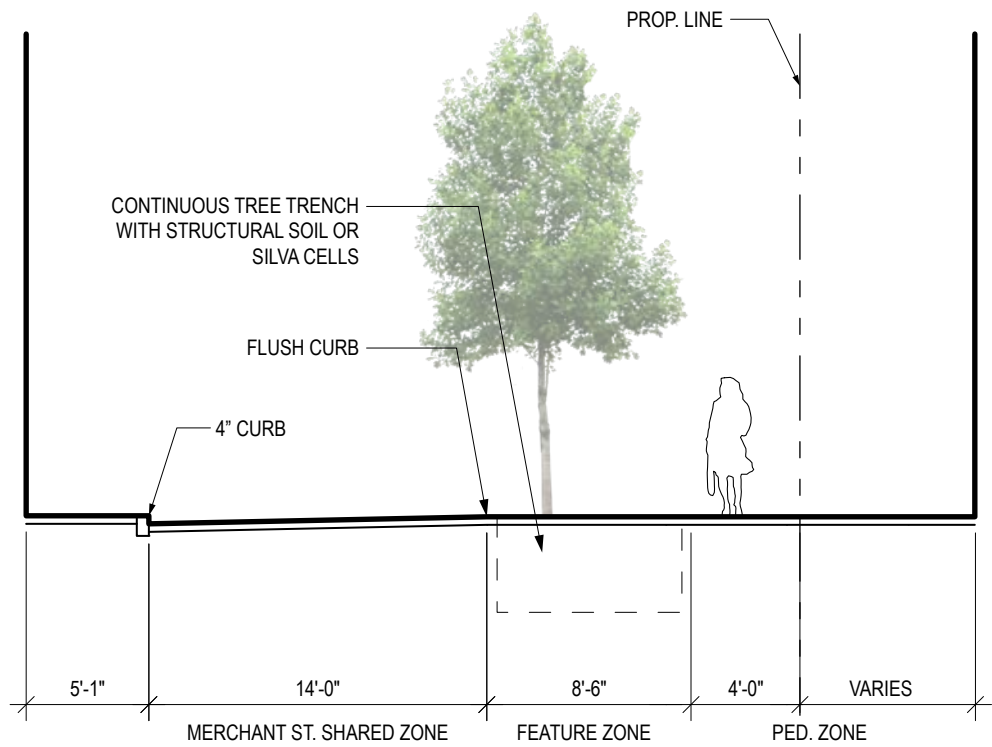 PROP. LINE
CONTINUOUS TREE TRENCH
WITH STRUCTURAL SOIL OR
SILVA CELLS
FLUSH CURB
4” CURB
5'-1"
14'-0"
8'-6"
4'-0"
VARIES
MERCHANT ST. SHARED ZONE
FEATURE ZONE
PED. ZONE